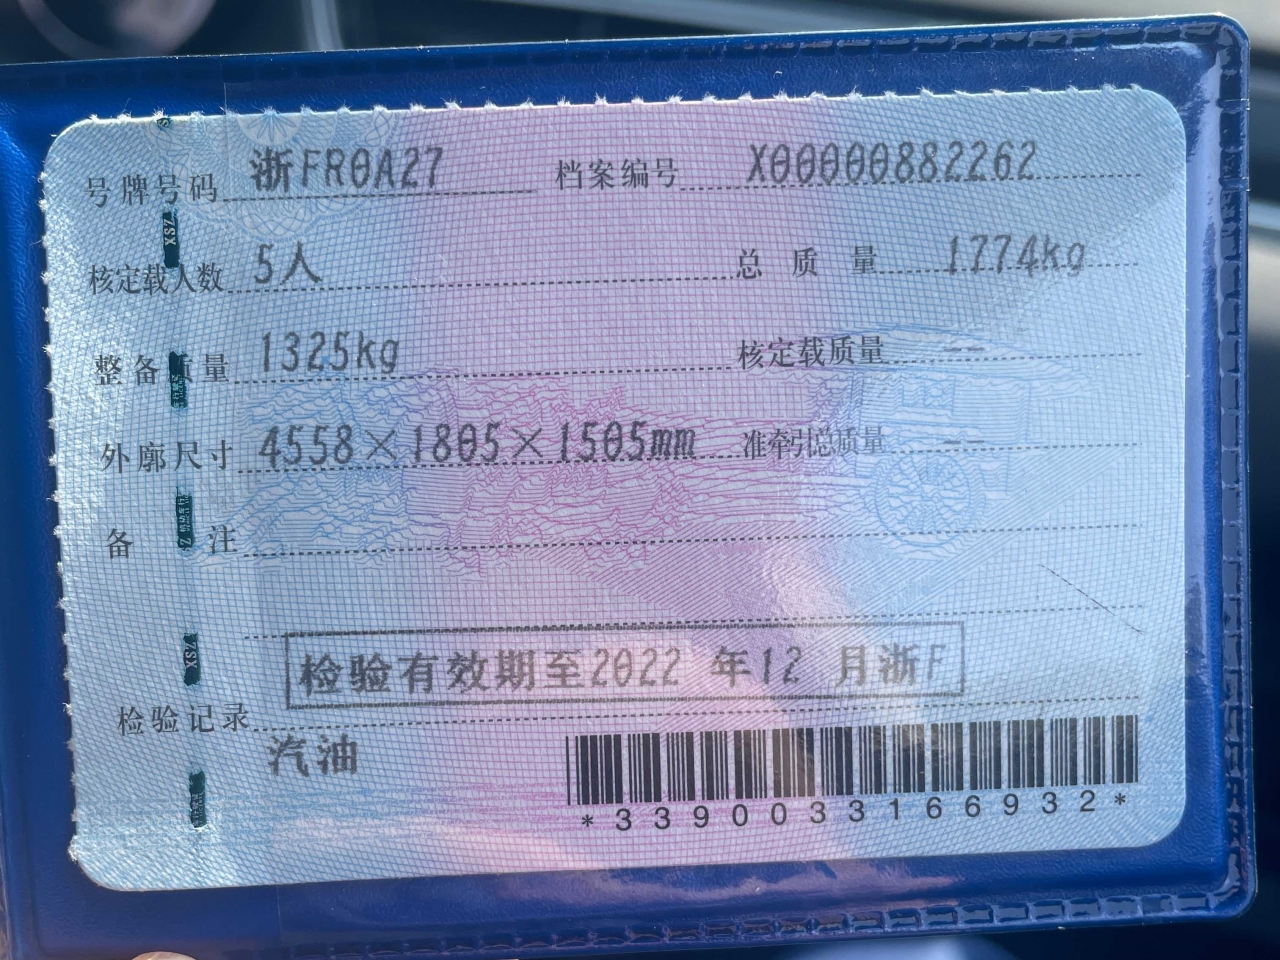 号牌号码 浙FR0A27 档案编号 X00000882262
核定载人数 5人 总质量 1774kg
整备质量 1325kg 核定载质量 --
外廓尺寸 4558×1805×1505mm 准牵引总质量 --
备注
检验有效期至2022年12月浙F
检验记录
汽油
*3390033166932*